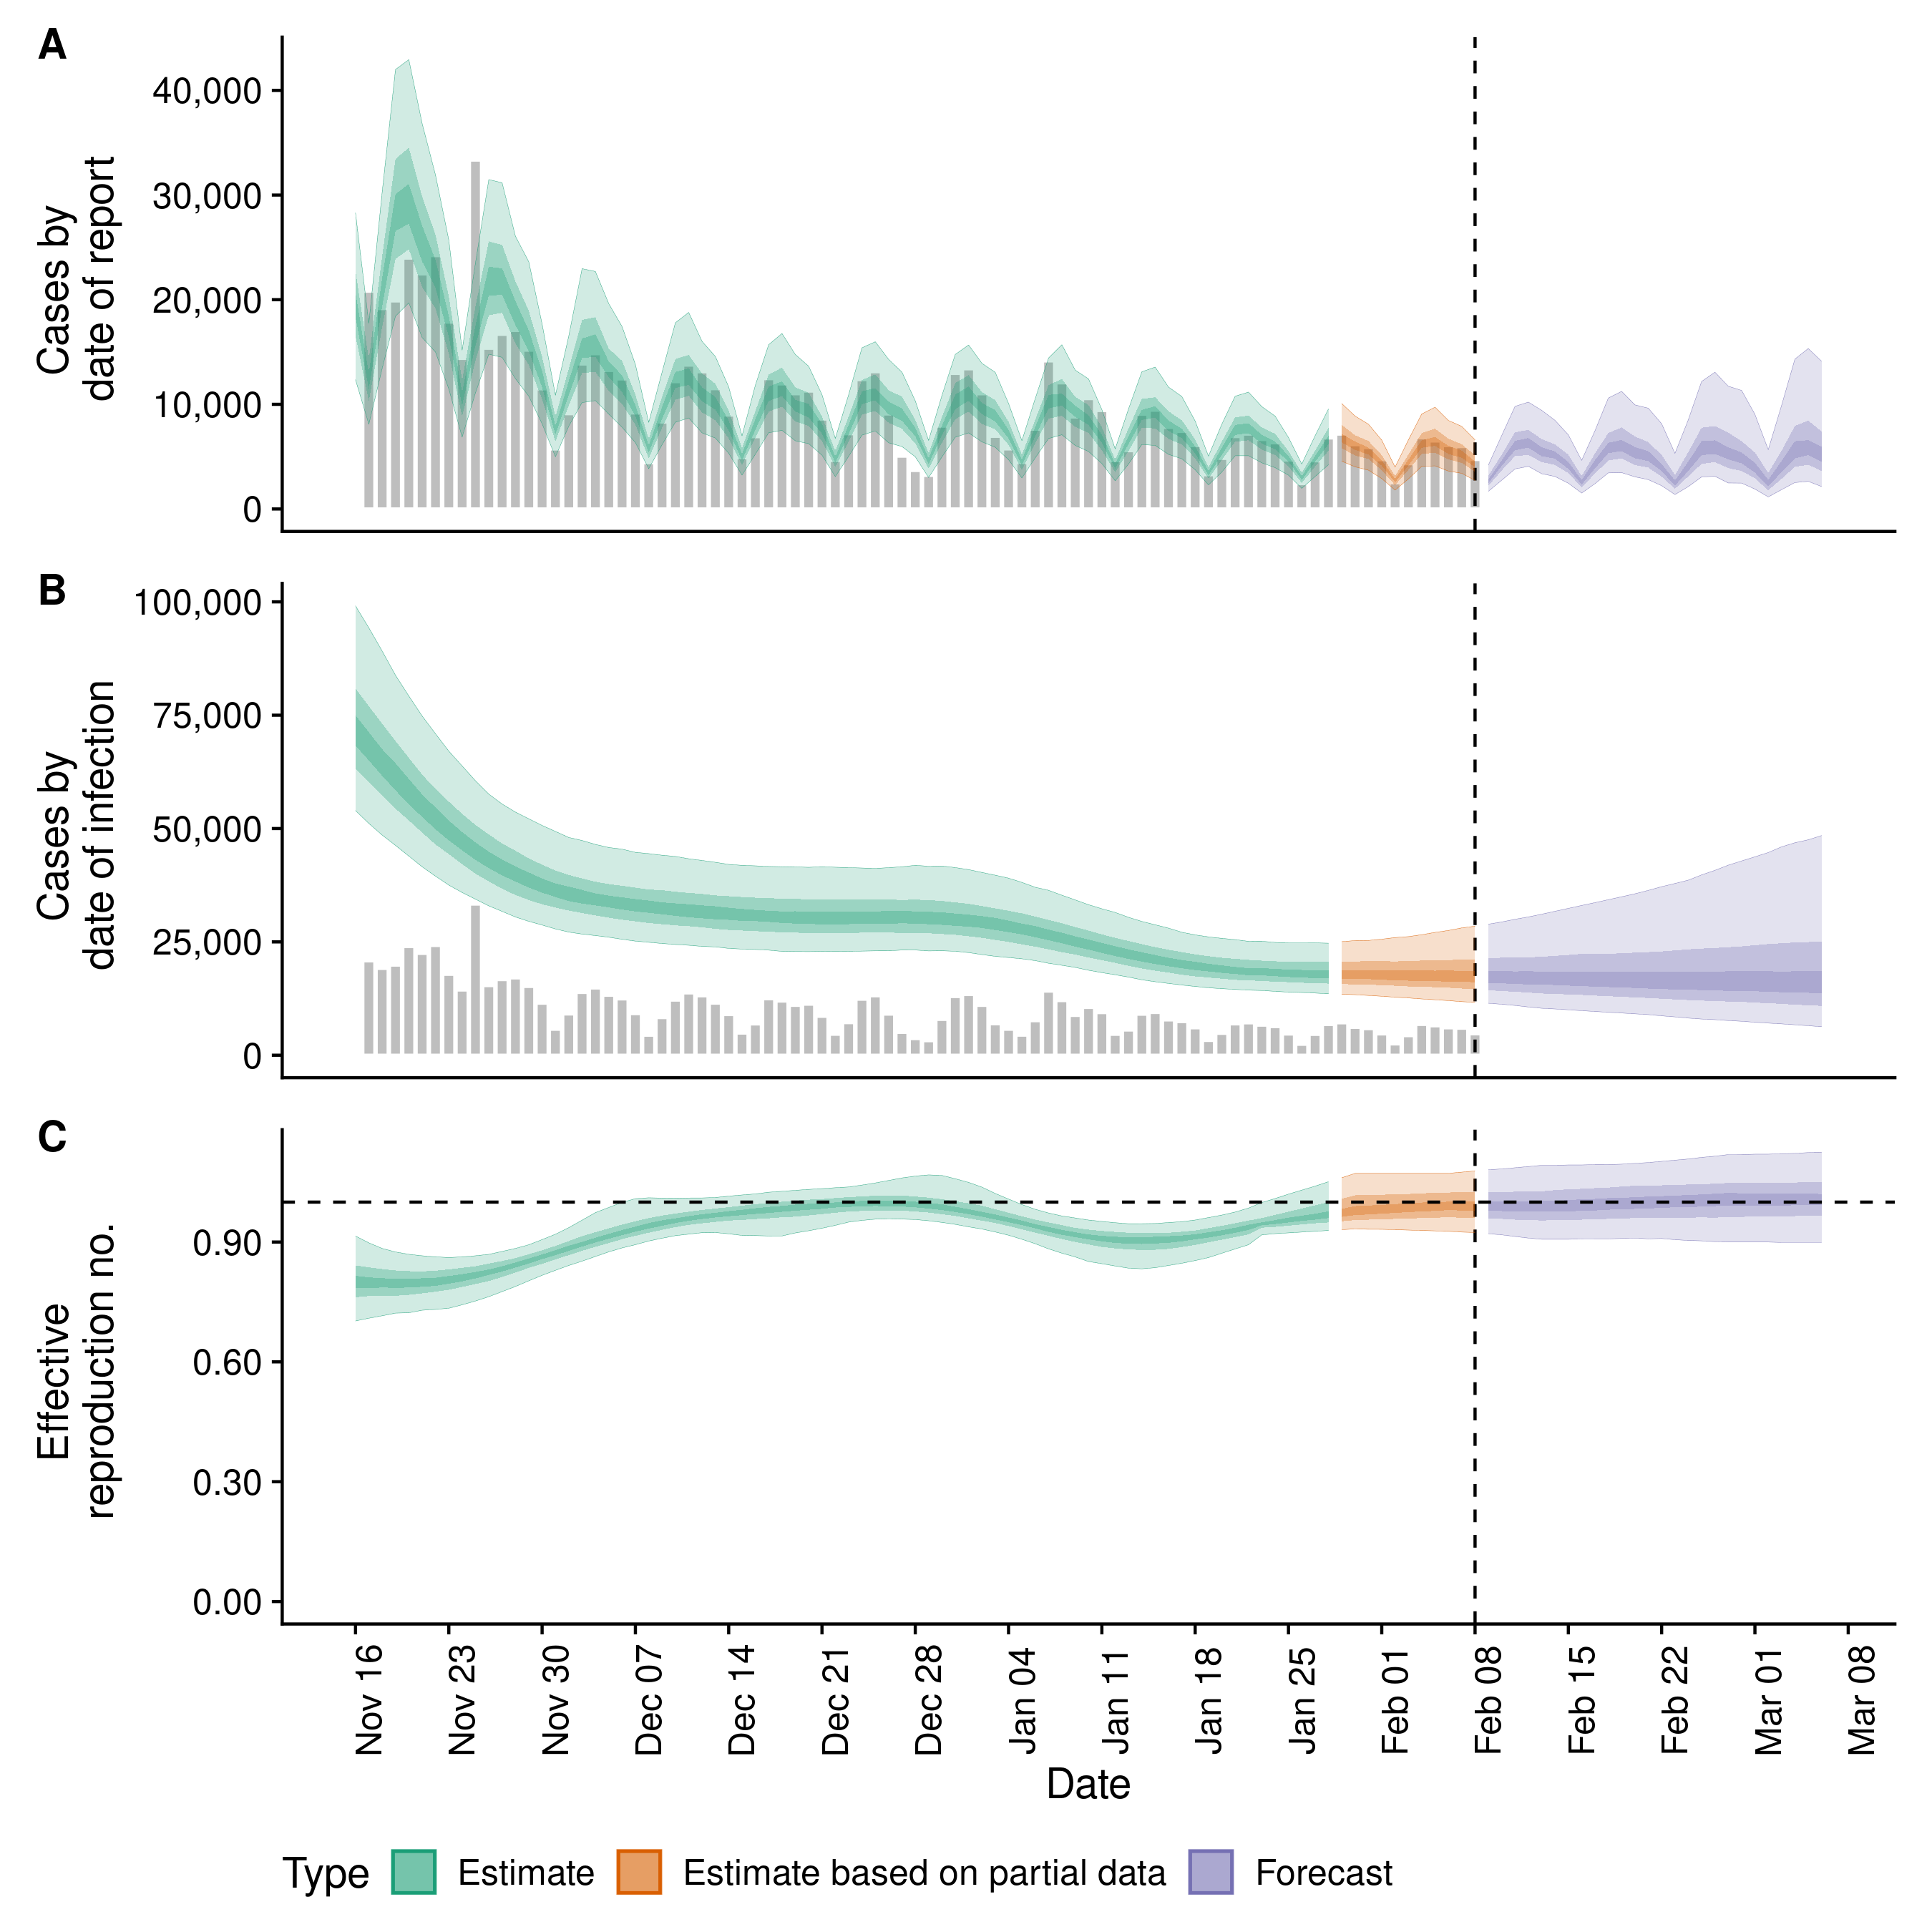 A
Cases by
date of report
40,000
30,000
20,000
10,000
0
B
Cases by
date of infection
100,000
75,000
50,000
25,000
0
C
Effective
reproduction no.
0.90
0.60
0.30
0.00
Nov 16
Nov 23
Nov 30
Dec 07
Dec 14
Dec 21
Dec 28
Jan 04
Jan 11
Jan 18
Jan 25
Feb 01
Feb 08
Feb 15
Feb 22
Mar 01
Mar 08
Date
Type Estimate Estimate based on partial data Forecast